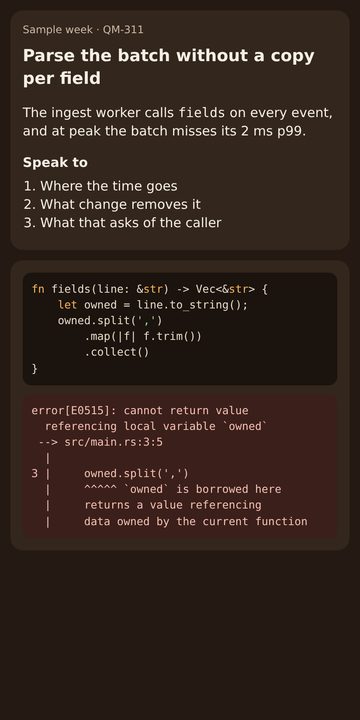 Sample week · QM-311
Parse the batch without a copy
per field
The ingest worker calls fields on every event,
and at peak the batch misses its 2 ms p99.
Speak to
1. Where the time goes
2. What change removes it
3. What that asks of the caller
fn fields(line: &str) -> Vec<&str> {
    let owned = line.to_string();
    owned.split(',')
        .map(|f| f.trim())
        .collect()
}
error[E0515]: cannot return value
  referencing local variable `owned`
 --> src/main.rs:3:5
  |
3 |     owned.split(',')
  |     ^^^^^ `owned` is borrowed here
  |     returns a value referencing
  |     data owned by the current function